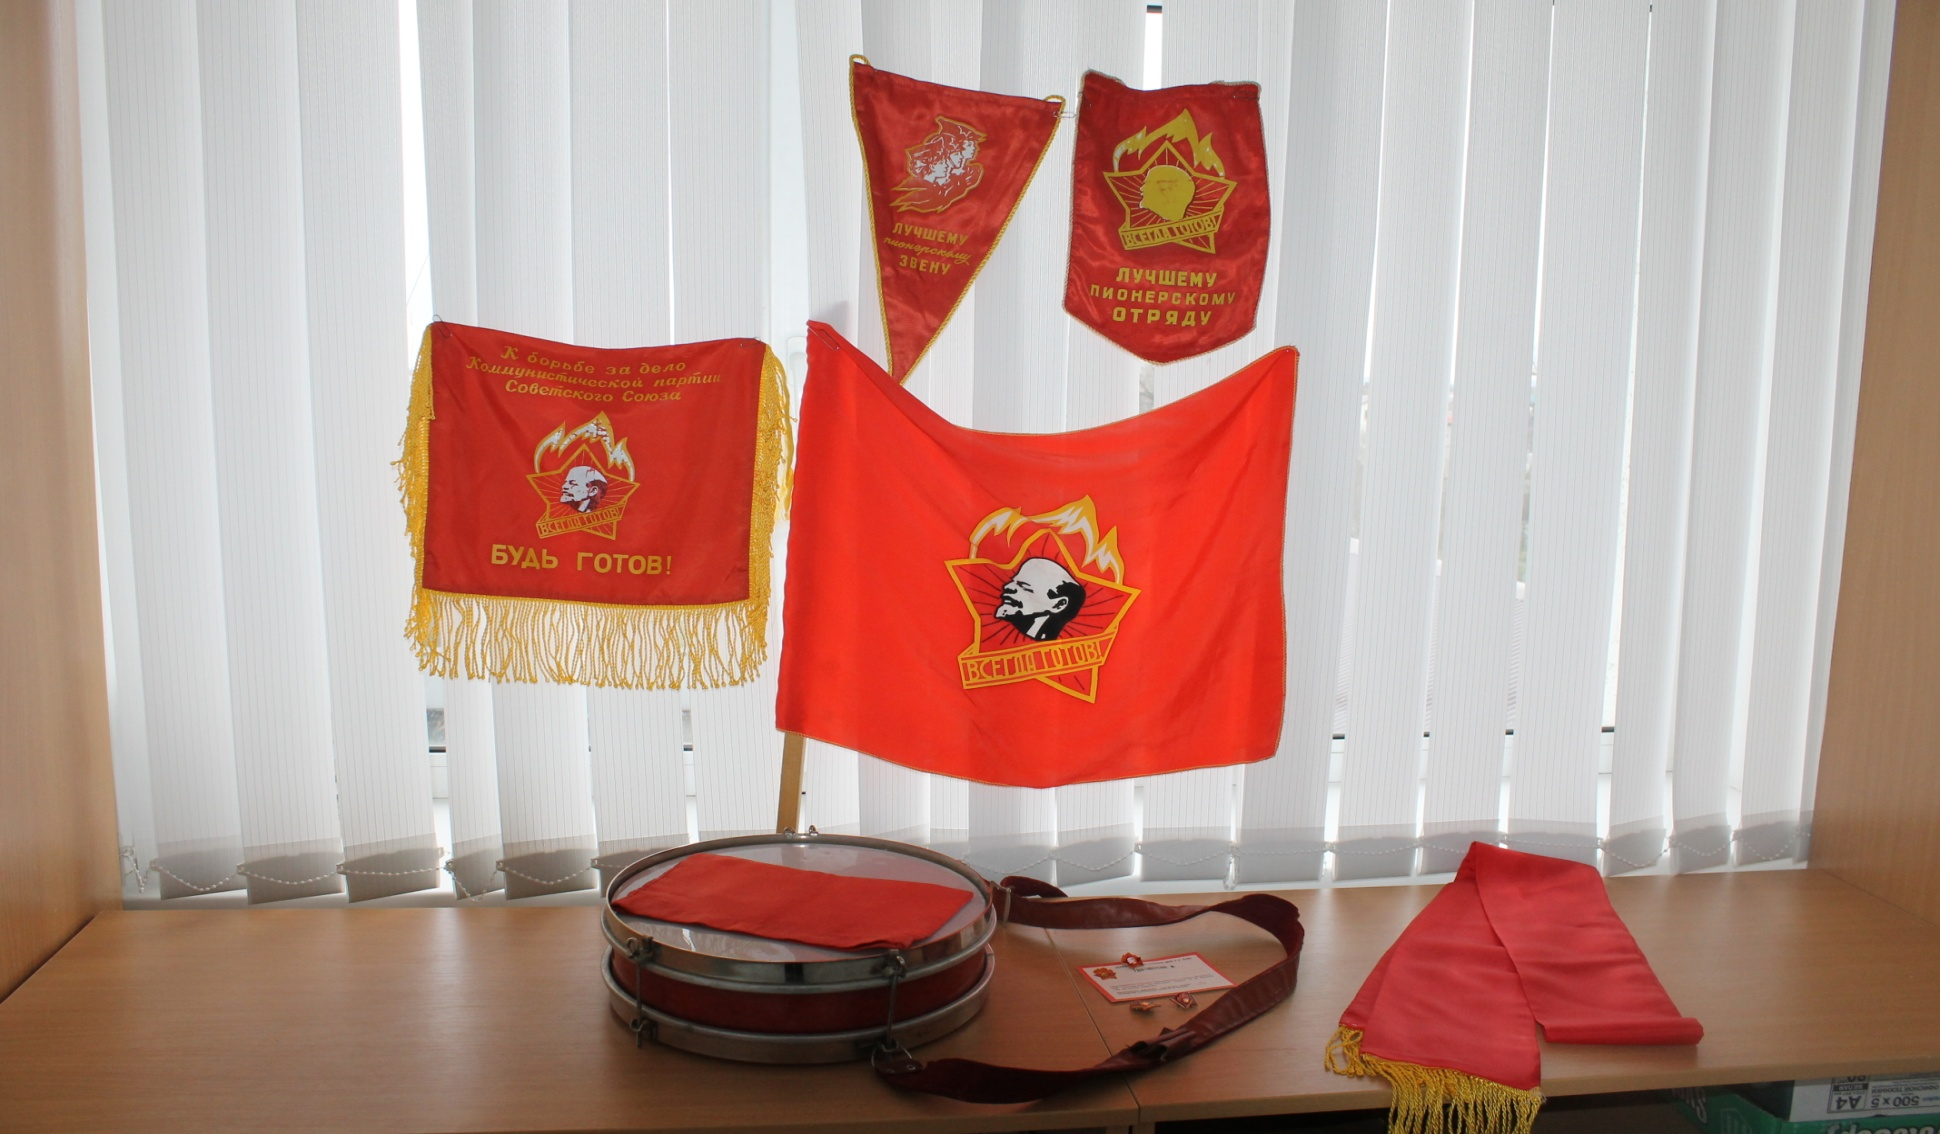 ЛУЧШЕМУ
пионерскому
ЗВЕНУ
ВСЕГДА ГОТОВ!
ЛУЧШЕМУ
ПИОНЕРСКОМУ
ОТРЯДУ
К борьбе за дело
Коммунистической партии
Советского Союза
ВСЕГДА ГОТОВ!
БУДЬ ГОТОВ!
ВСЕГДА ГОТОВ!
A4
500 x 5